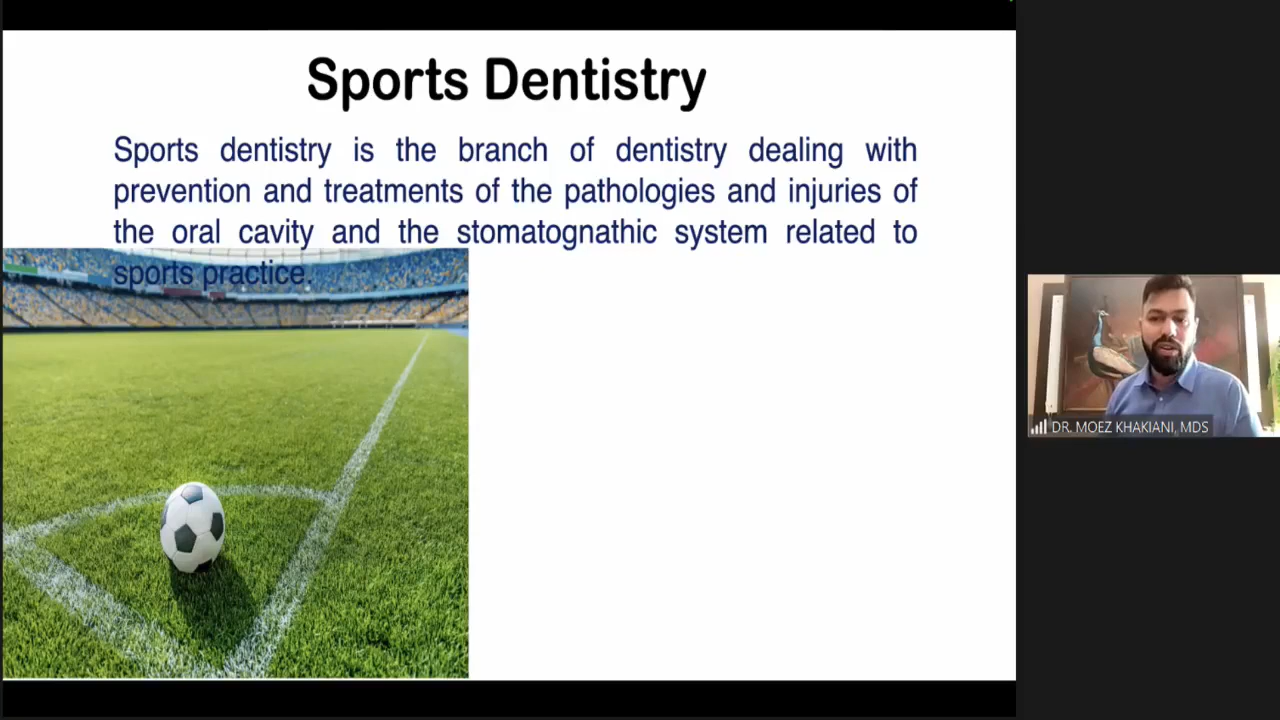 Sports Dentistry
Sports dentistry is the branch of dentistry dealing with
prevention and treatments of the pathologies and injuries of
the oral cavity and the stomatognathic system related to
sports practice.
DR. MOEZ KHAKIANI, MDS